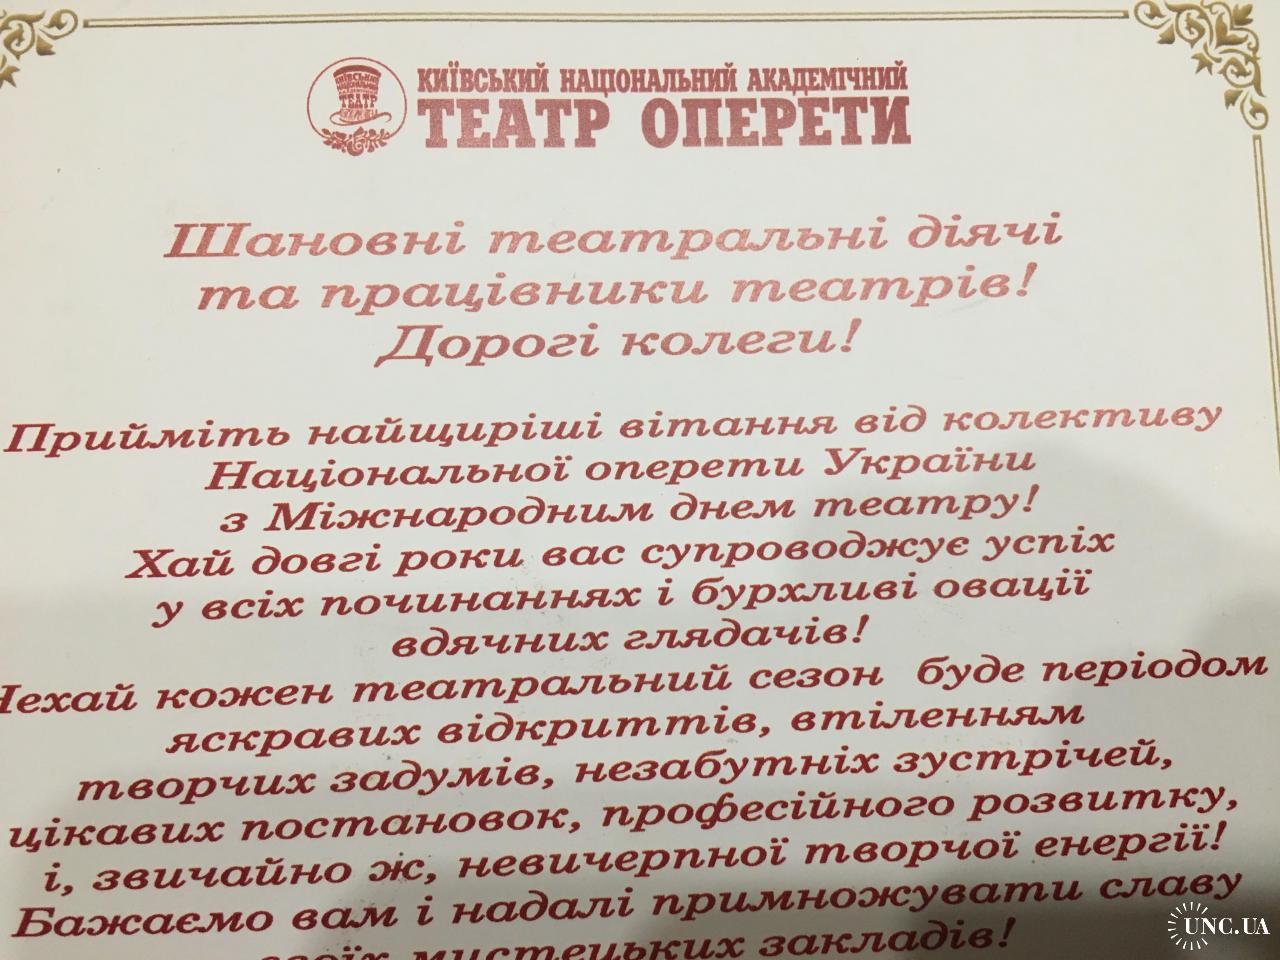 КИЇВСЬКИЙ НАЦІОНАЛЬНИЙ АКАДЕМІЧНИЙ
ТЕАТР ОПЕРЕТИ
Шановні театральні діячі
та працівники театрів!
Дорогі колеги!
Прийміть найщиріші вітання від колективу
Національної оперети України
з Міжнародним днем театру!
Хай довгі роки вас супроводжує успіх
у всіх починаннях і бурхливі овації
вдячних глядачів!
Нехай кожен театральний сезон будe періодом
яскравих відкриттів, втіленням
творчих задумів, незабутніх зустрічей,
цікавих постановок, професійного розвитку,
і, звичайно ж, невичерпної творчої енергії!
Бажаємо вам і надалі примножувати славу
мистецьких закладів!
UNC.UA